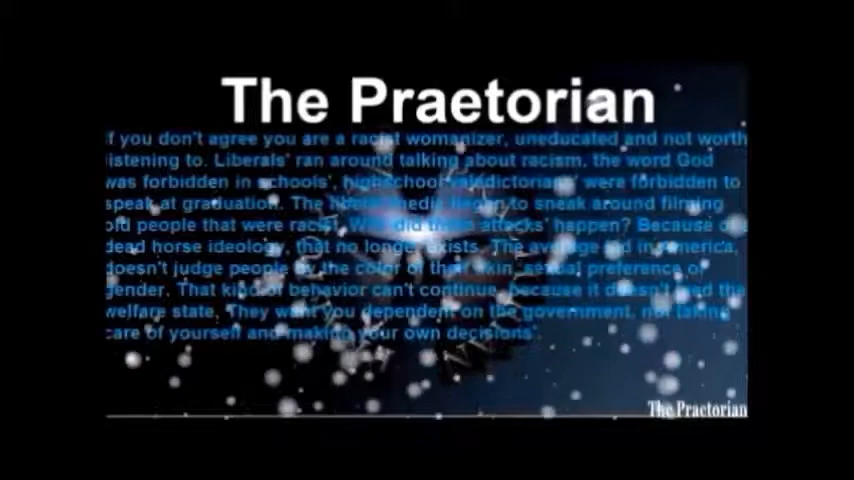 The Praetorian
f you don't agree you are a racist womanizer, uneducated and not worth
listening to. Liberals' ran around talking about racism, the word God
was forbidden in schools', highschool valedictorians were forbidden to
speak at graduation. The liberal media began to sneak around filming
old people that were racist. Why did these attacks' happen? Because of a
dead horse ideology, that no longer exists. The average kid in America,
doesn't judge people by the color of their skin, sexual preference or
gender. That kind of behavior can't continue, because it doesn't feed the
welfare state. They want you dependent on the government, not taking
care of yourself and making your own decisions".
The Praetorian